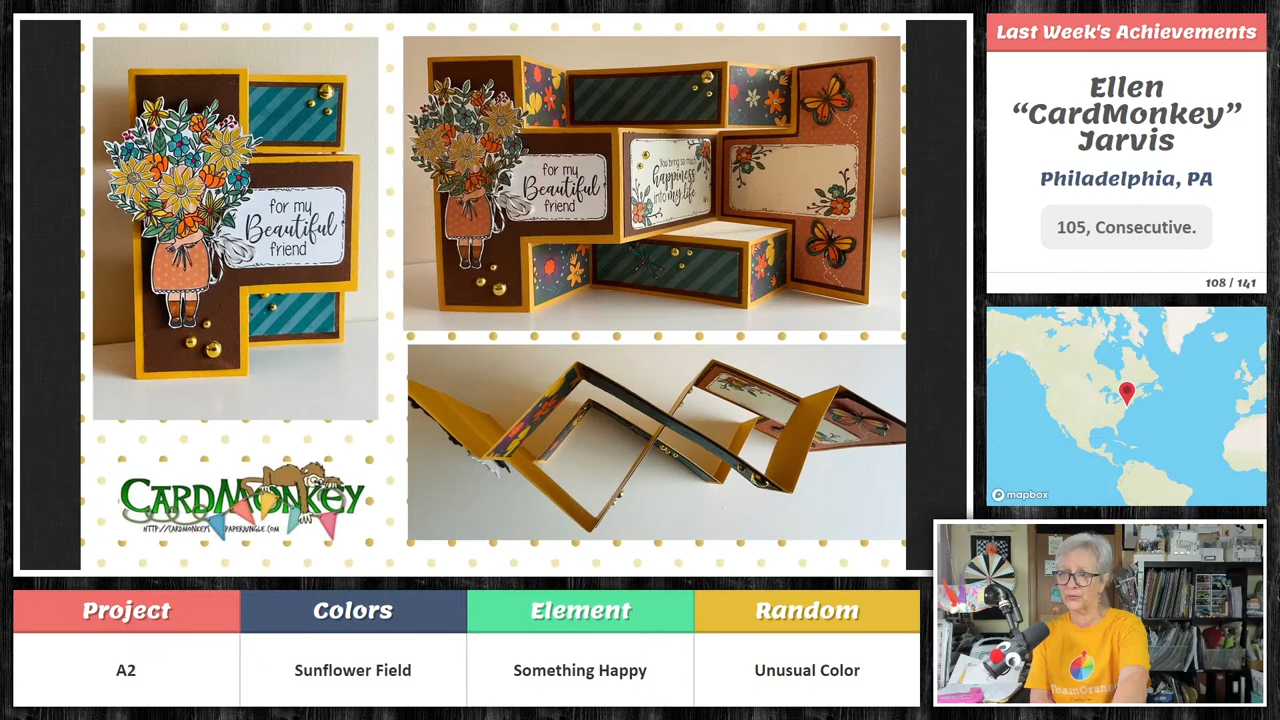 for my
Beautiful
friend
for my
Beautiful
friend
You bring so much
happiness
into my life
CARDMONKEY
Last Week's Achievements
Ellen
“CardMonkey”
Jarvis
Philadelphia, PA
105, Consecutive.
108 / 141
mapbox
Project
Colors
Element
Random
A2
Sunflower Field
Something Happy
Unusual Color